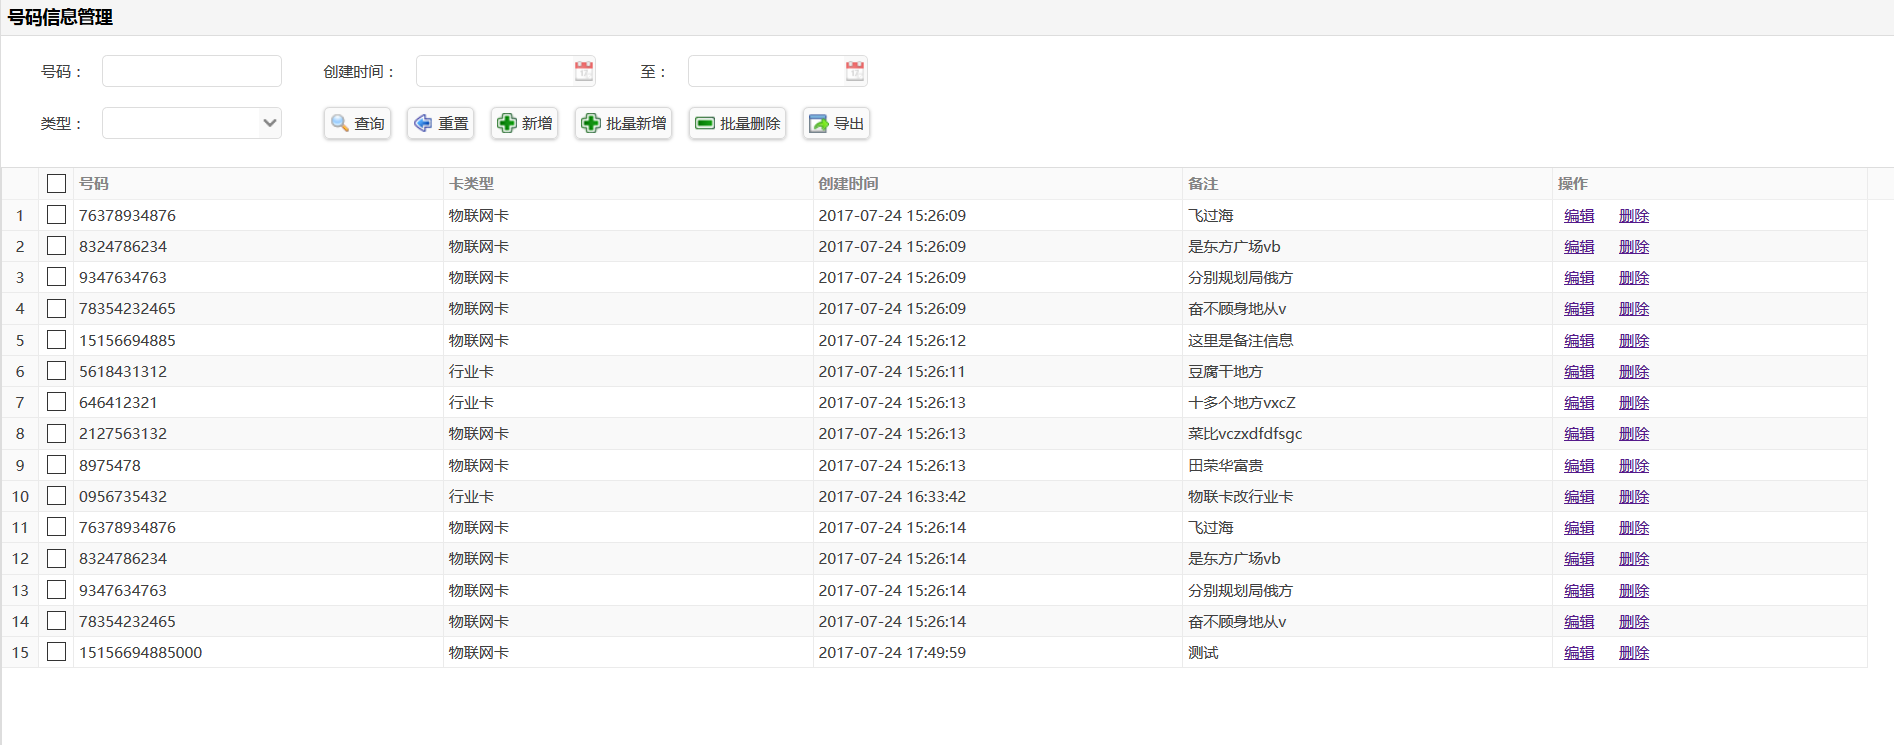 号码信息管理
号码： 创建时间： 至：
类型： 查询 重置 新增 批量新增 批量删除 导出
号码 卡类型 创建时间 备注 操作
1 76378934876 物联网卡 2017-07-24 15:26:09 飞过海 编辑 删除
2 8324786234 物联网卡 2017-07-24 15:26:09 是东方广场vb 编辑 删除
3 9347634763 物联网卡 2017-07-24 15:26:09 分别规划局俄方 编辑 删除
4 78354232465 物联网卡 2017-07-24 15:26:09 奋不顾身地从v 编辑 删除
5 15156694885 物联网卡 2017-07-24 15:26:12 这里是备注信息 编辑 删除
6 5618431312 行业卡 2017-07-24 15:26:11 豆腐干地方 编辑 删除
7 646412321 行业卡 2017-07-24 15:26:13 十多个地方vxcZ 编辑 删除
8 2127563132 物联网卡 2017-07-24 15:26:13 菜比vczxdfdfsgc 编辑 删除
9 8975478 物联网卡 2017-07-24 15:26:13 田荣华富贵 编辑 删除
10 0956735432 行业卡 2017-07-24 16:33:42 物联卡改行业卡 编辑 删除
11 76378934876 物联网卡 2017-07-24 15:26:14 飞过海 编辑 删除
12 8324786234 物联网卡 2017-07-24 15:26:14 是东方广场vb 编辑 删除
13 9347634763 物联网卡 2017-07-24 15:26:14 分别规划局俄方 编辑 删除
14 78354232465 物联网卡 2017-07-24 15:26:14 奋不顾身地从v 编辑 删除
15 15156694885000 物联网卡 2017-07-24 17:49:59 测试 编辑 删除